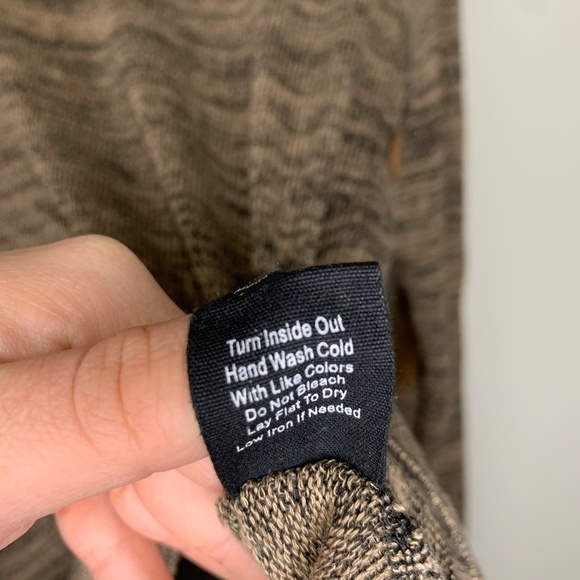 Turn Inside Out
Hand Wash Cold
With Like Colors
Do Not Bleach
Lay Flat To Dry
Low Iron If Needed